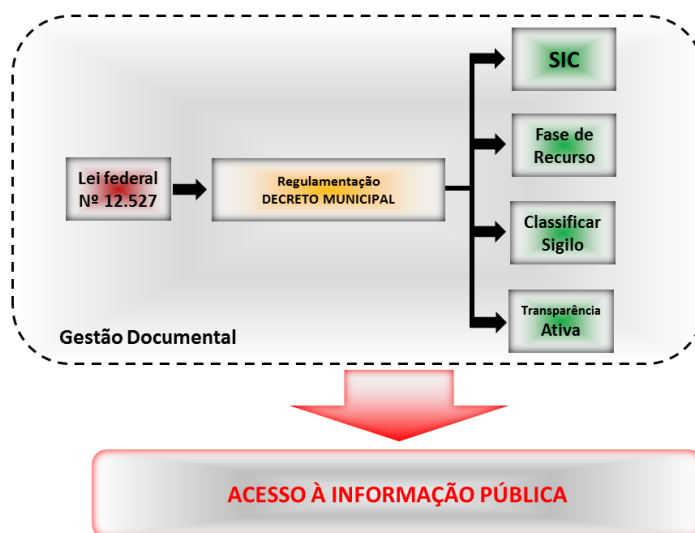 SIC
Fase de
Recurso
Lei federal
Nº 12.527
Regulamentação
DECRETO MUNICIPAL
Classificar
Sigilo
Transparência
Ativa
Gestão Documental
ACESSO À INFORMAÇÃO PÚBLICA